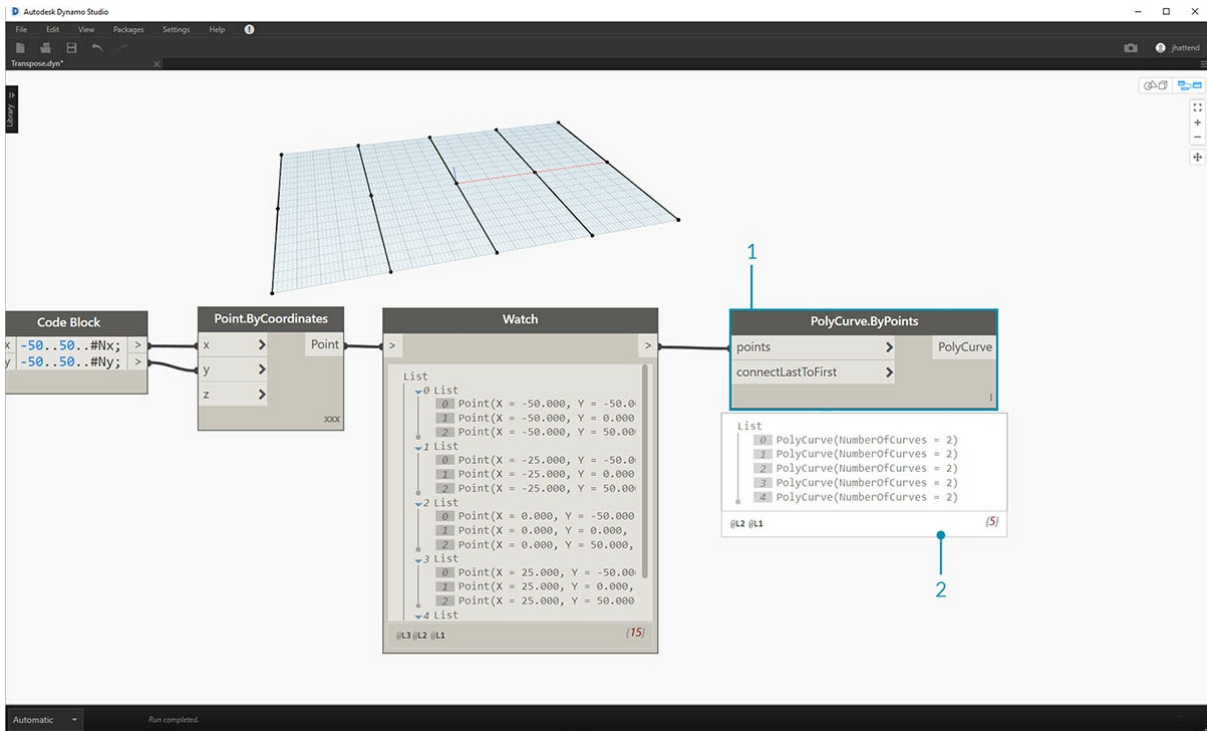 Autodesk Dynamo Studio
File Edit View Packages Settings Help !
jhattend
Transpose.dyn*
Library
1
Code Block
x -50..50..#Nx; >
y -50..50..#Ny; >
Point.ByCoordinates
x > Point
y >
z >
xxx
Watch
> >
List
0 List
0 Point(X = -50.000, Y = -50.0
1 Point(X = -50.000, Y = 0.000
2 Point(X = -50.000, Y = 50.00
1 List
0 Point(X = -25.000, Y = -50.0
1 Point(X = -25.000, Y = 0.000
2 Point(X = -25.000, Y = 50.00
2 List
0 Point(X = 0.000, Y = -50.000
1 Point(X = 0.000, Y = 0.000,
2 Point(X = 0.000, Y = 50.000,
3 List
0 Point(X = 25.000, Y = -50.00
1 Point(X = 25.000, Y = 0.000,
2 Point(X = 25.000, Y = 50.000
4 List
@L3 @L2 @L1 {15}
PolyCurve.ByPoints
points > PolyCurve
connectLastToFirst >
l
List
0 PolyCurve(NumberOfCurves = 2)
1 PolyCurve(NumberOfCurves = 2)
2 PolyCurve(NumberOfCurves = 2)
3 PolyCurve(NumberOfCurves = 2)
4 PolyCurve(NumberOfCurves = 2)
@L2 @L1 {5}
2
Automatic Run completed.